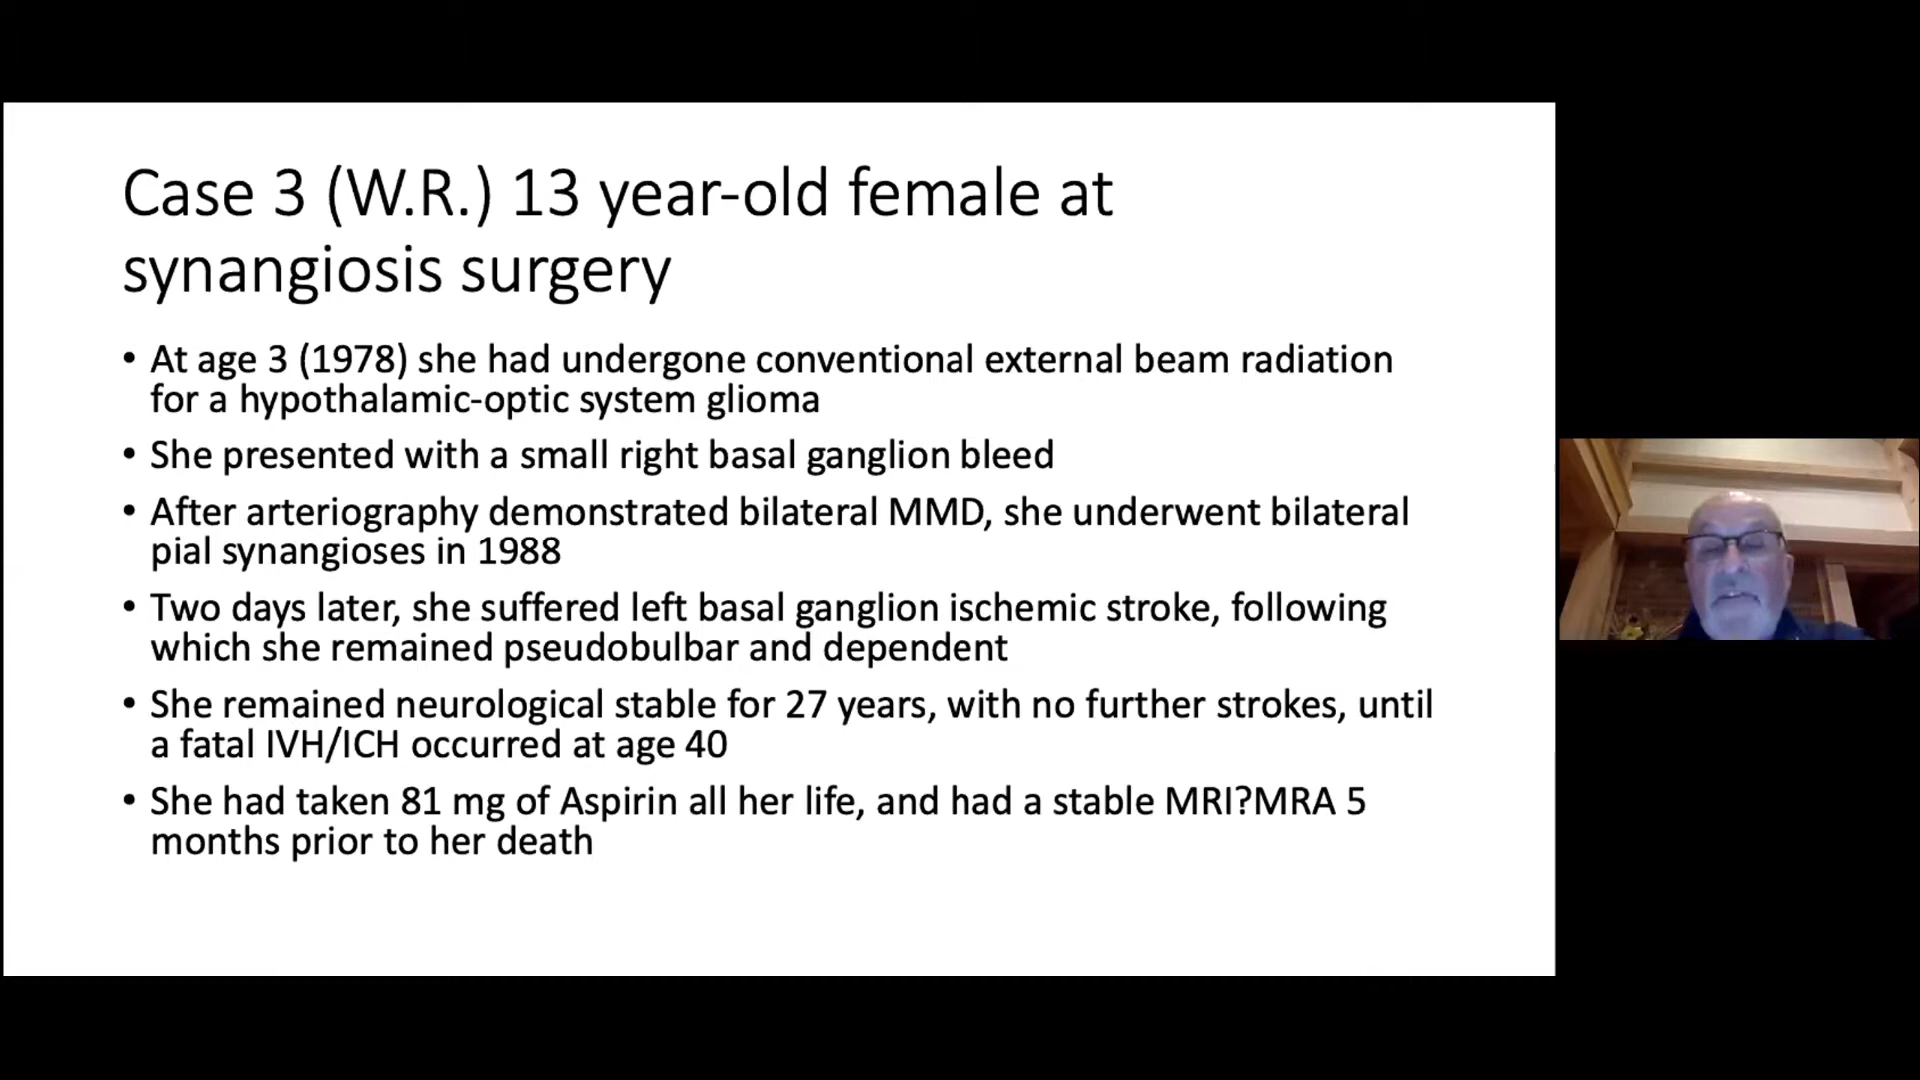 Case 3 (W.R.) 13 year-old female at
synangiosis surgery
• At age 3 (1978) she had undergone conventional external beam radiation
for a hypothalamic-optic system glioma
• She presented with a small right basal ganglion bleed
• After arteriography demonstrated bilateral MMD, she underwent bilateral
pial synangioses in 1988
• Two days later, she suffered left basal ganglion ischemic stroke, following
which she remained pseudobulbar and dependent
• She remained neurological stable for 27 years, with no further strokes, until
a fatal IVH/ICH occurred at age 40
• She had taken 81 mg of Aspirin all her life, and had a stable MRI?MRA 5
months prior to her death